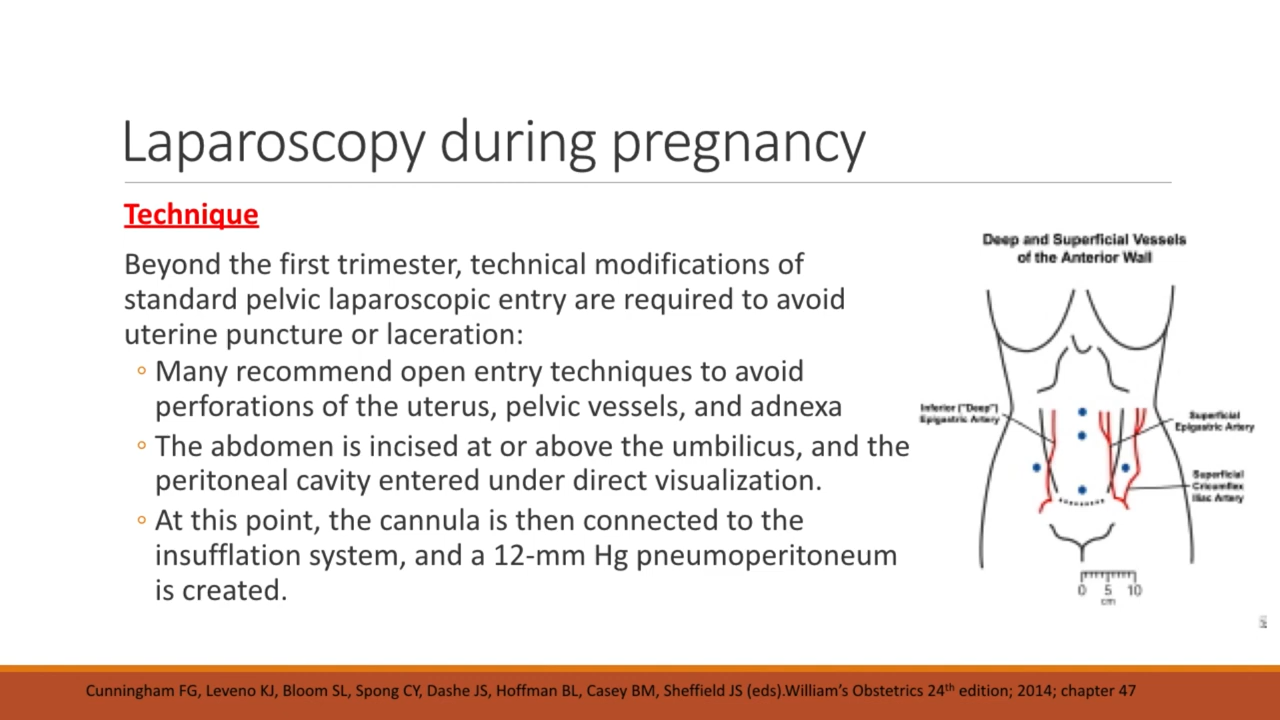 Laparoscopy during pregnancy
Technique
Beyond the first trimester, technical modifications of
standard pelvic laparoscopic entry are required to avoid
uterine puncture or laceration:
◦ Many recommend open entry techniques to avoid
perforations of the uterus, pelvic vessels, and adnexa
◦ The abdomen is incised at or above the umbilicus, and the
peritoneal cavity entered under direct visualization.
◦ At this point, the cannula is then connected to the
insufflation system, and a 12-mm Hg pneumoperitoneum
is created.
Deep and Superficial Vessels
of the Anterior Wall
Inferior ("Deep")
Epigastric Artery
Superficial
Epigastric Artery
Superficial
Circumflex
Iliac Artery
0 5 10
cm
Cunningham FG, Leveno KJ, Bloom SL, Spong CY, Dashe JS, Hoffman BL, Casey BM, Sheffield JS (eds).William’s Obstetrics 24th edition; 2014; chapter 47